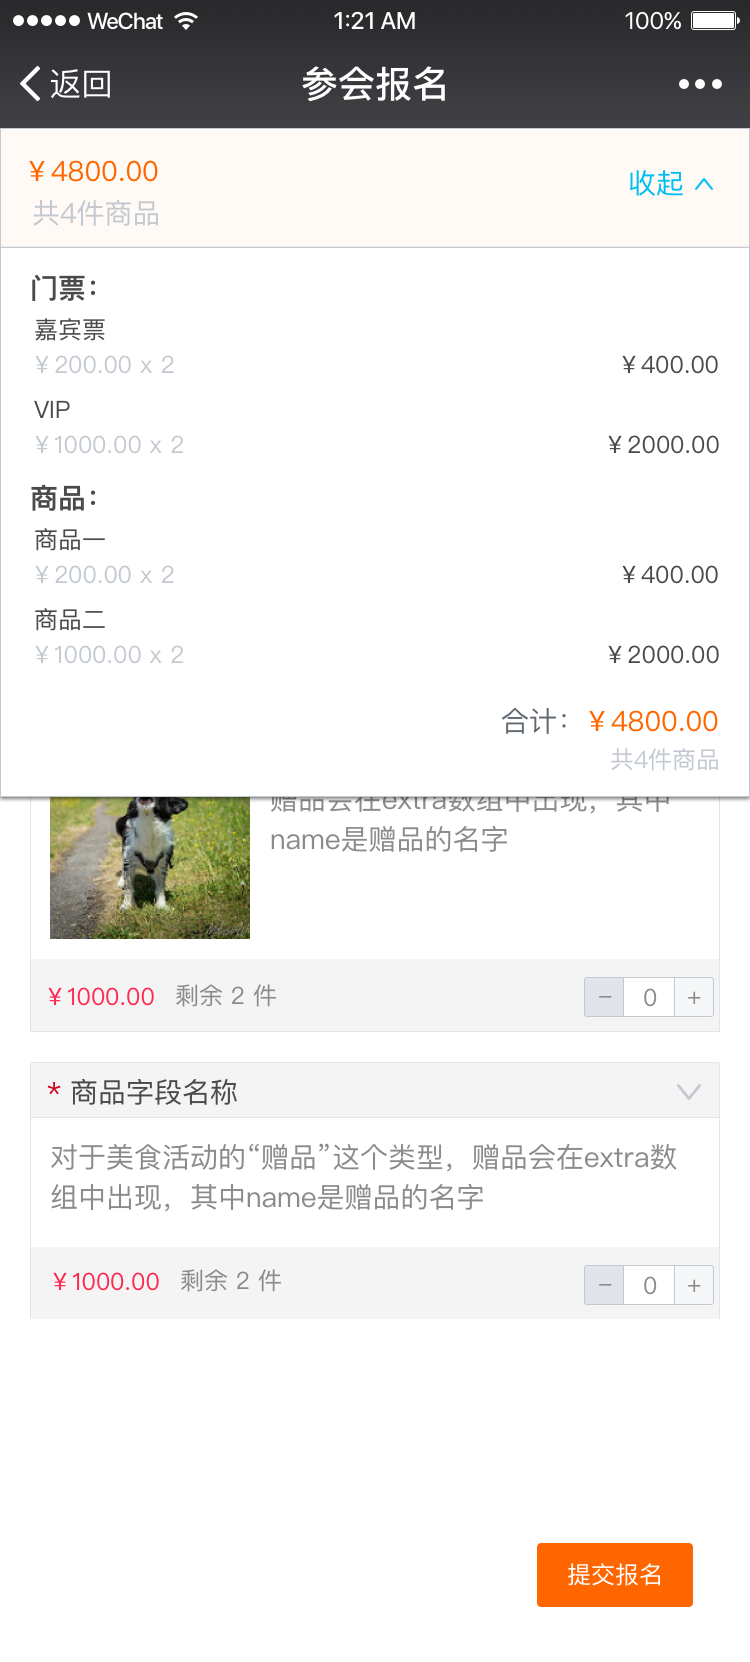 WeChat 1:21 AM 100%
返回 参会报名
¥4800.00
收起
共4件商品
门票：
嘉宾票
¥200.00 x 2 ¥400.00
VIP
¥1000.00 x 2 ¥2000.00
商品：
商品一
¥200.00 x 2 ¥400.00
商品二
¥1000.00 x 2 ¥2000.00
合计： ¥4800.00
共4件商品
赠品会在extra数组中出现，其中
name是赠品的名字
¥1000.00 剩余 2 件 − 0 +
* 商品字段名称
对于美食活动的“赠品”这个类型，赠品会在extra数
组中出现，其中name是赠品的名字
¥1000.00 剩余 2 件 − 0 +
提交报名